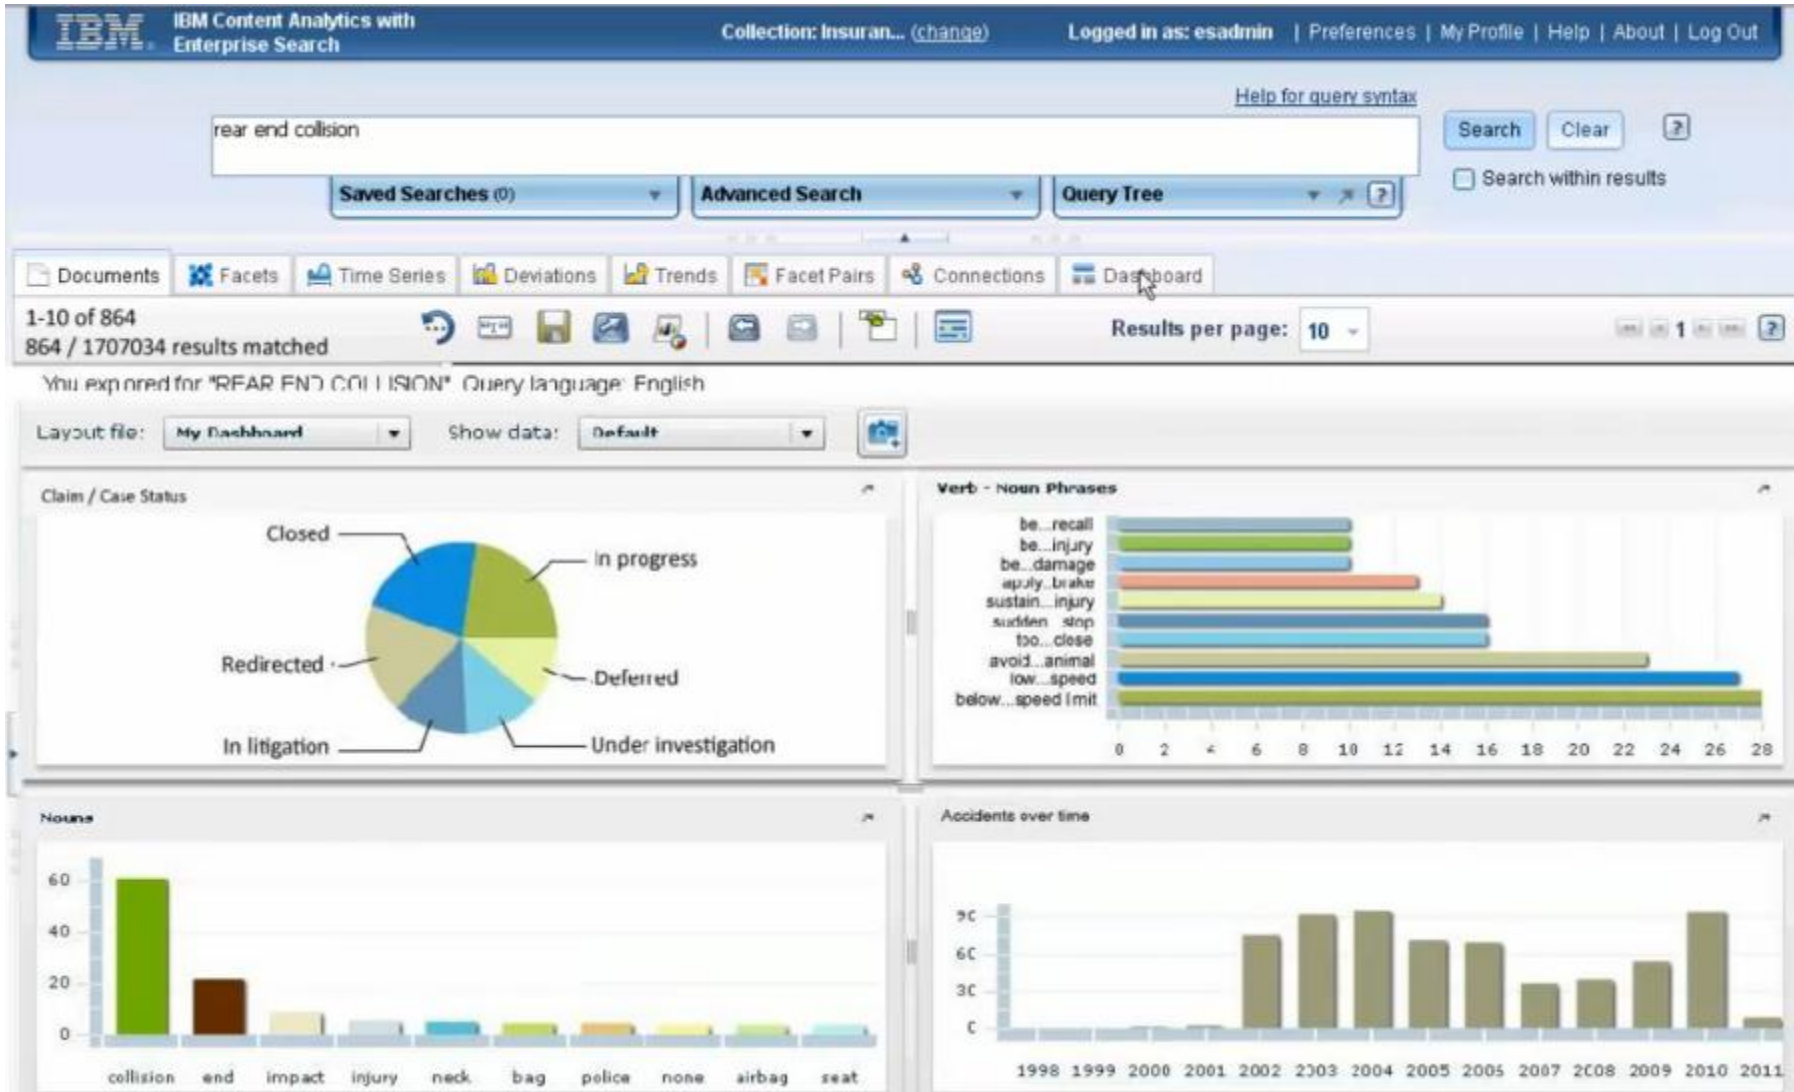 IBM
IBM Content Analytics with
Enterprise Search
Collection: Insuran... (change)
Logged in as: esadmin | Preferences | My Profile | Help | About | Log Out
Help for query syntax
rear end collision
Search
Clear
?
Search within results
Saved Searches (0)
Advanced Search
Query Tree
?
Documents
Facets
Time Series
Deviations
Trends
Facet Pairs
Connections
Dashboard
1-10 of 864
864 / 1707034 results matched
Results per page: 10
1
?
You explored for "REAR END COLLISION" Query language: English
Layout file: My Dashboard
Show data: Default
Claim / Case Status
Closed
In progress
Redirected
Deferred
In litigation
Under investigation
Verb - Noun Phrases
be...recall
be...injury
be...damage
apply..brake
sustain...injury
sudden...stop
too...close
avoid...animal
low...speed
below...speed limit
0 2 4 6 8 10 12 14 16 18 20 22 24 26 28
Nouns
60
40
20
0
collision end impact injury neck bag police none airbag seat
Accidents over time
90
60
30
0
1998 1999 2000 2001 2002 2003 2004 2005 2006 2007 2008 2009 2010 2011